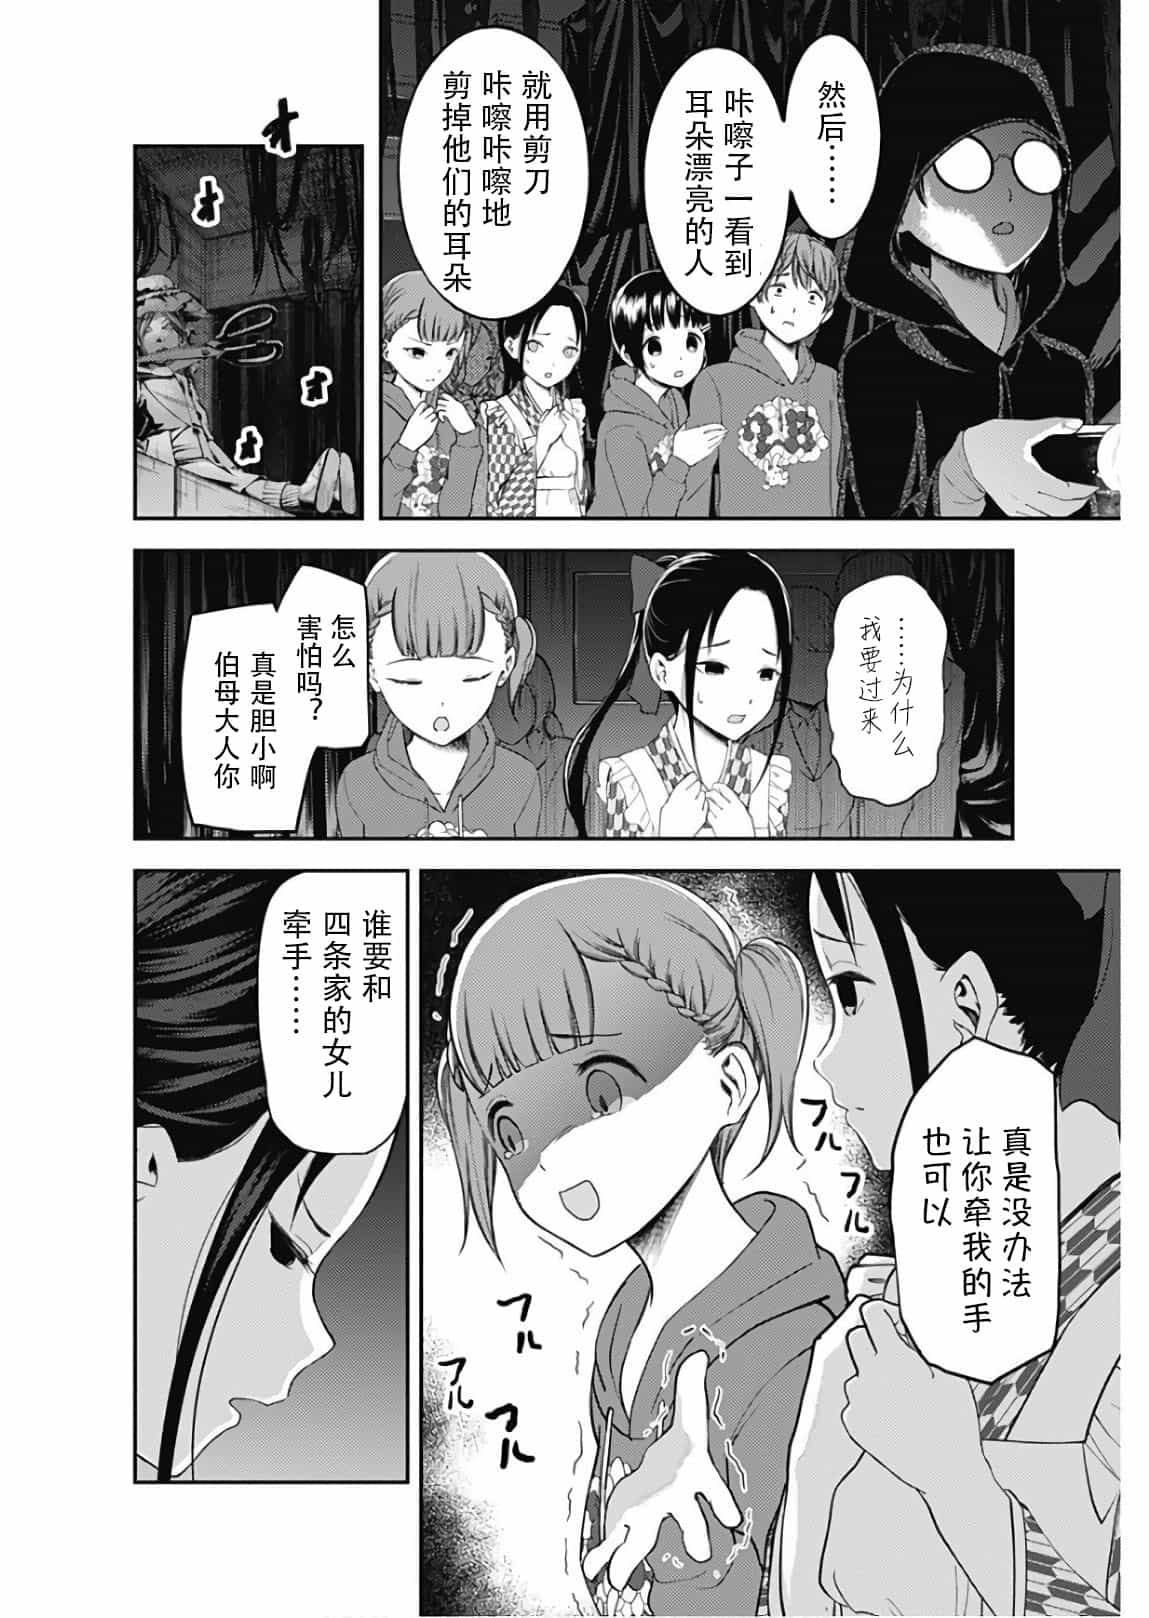 然后……
咔嚓子一看到
耳朵漂亮的人
就用剪刀
咔嚓咔嚓地
剪掉他们的耳朵
オ
オ
オ
オ
……为什么
我要过来
怎么
害怕吗？
真是胆小啊
伯母大人你
真是没办法
让你牵我的手
也可以
フル
フル
フル
フル
フル
谁要和
四条家的女儿
牵手……